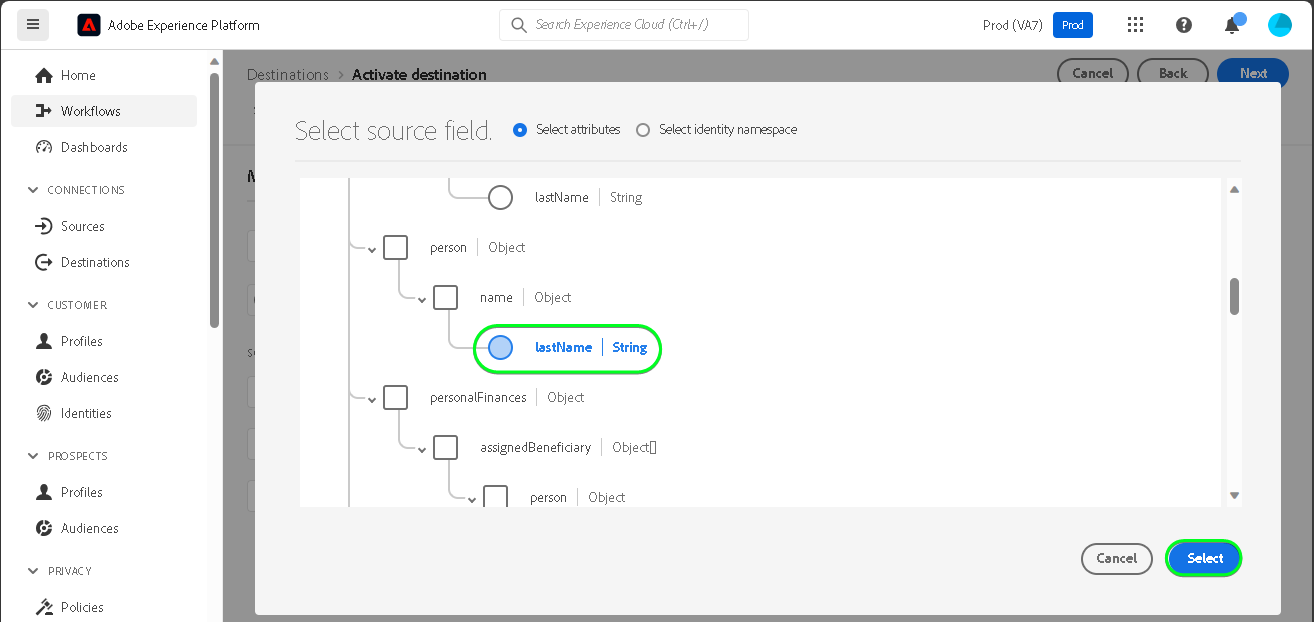 Adobe Experience Platform
Search Experience Cloud (Ctrl+/)
Prod (VA7)
Prod
Home
Workflows
Dashboards
CONNECTIONS
Sources
Destinations
CUSTOMER
Profiles
Audiences
Identities
PROSPECTS
Profiles
Audiences
PRIVACY
Policies
Destinations > Activate destination
Cancel
Back
Next
Select source field.
Select attributes
Select identity namespace
lastName | String
person | Object
name | Object
lastName | String
personalFinances | Object
assignedBeneficiary | Object[]
person | Object
Cancel
Select